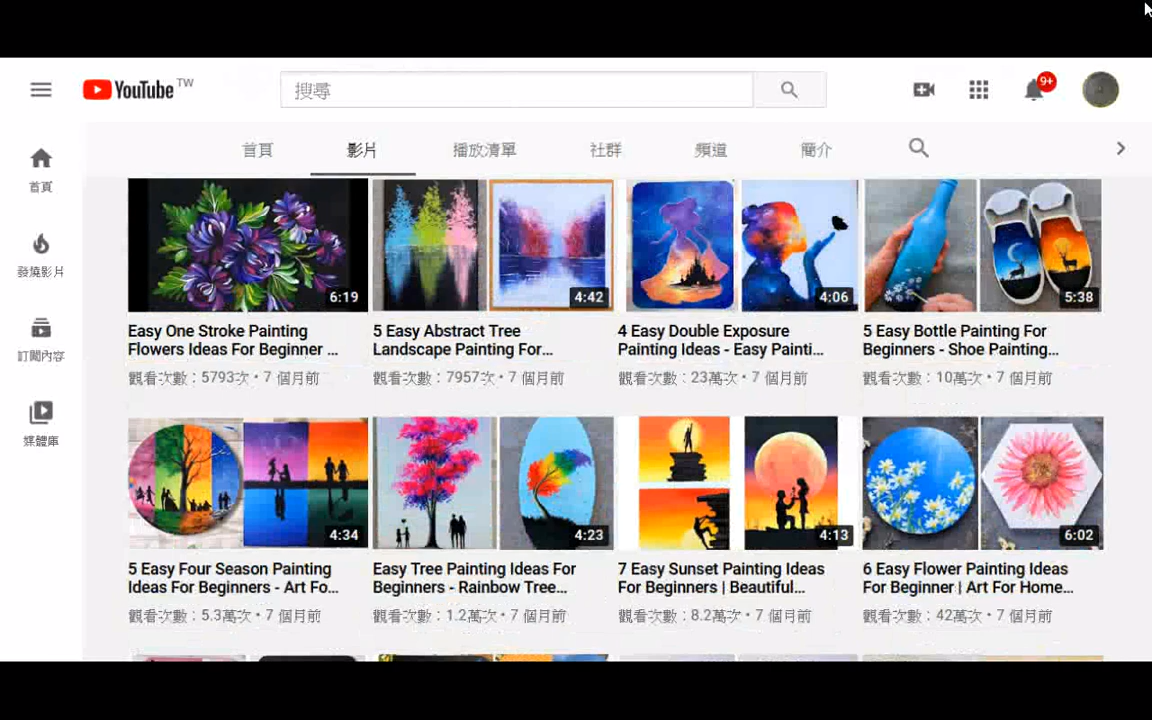 YouTube TW
搜尋
9+
首頁
影片
播放清單
社群
頻道
簡介
首頁
發燒影片
訂閱內容
媒體庫
6:19
4:42
4:06
5:38
Easy One Stroke Painting
Flowers Ideas For Beginner ...
觀看次數：5793次 • 7 個月前
5 Easy Abstract Tree
Landscape Painting For...
觀看次數：7957次 • 7 個月前
4 Easy Double Exposure
Painting Ideas - Easy Painti...
觀看次數：23萬次 • 7 個月前
5 Easy Bottle Painting For
Beginners - Shoe Painting...
觀看次數：10萬次 • 7 個月前
4:34
4:23
4:13
6:02
5 Easy Four Season Painting
Ideas For Beginners - Art Fo...
觀看次數：5.3萬次 • 7 個月前
Easy Tree Painting Ideas For
Beginners - Rainbow Tree...
觀看次數：1.2萬次 • 7 個月前
7 Easy Sunset Painting Ideas
For Beginners | Beautiful...
觀看次數：8.2萬次 • 7 個月前
6 Easy Flower Painting Ideas
For Beginner | Art For Home...
觀看次數：42萬次 • 7 個月前